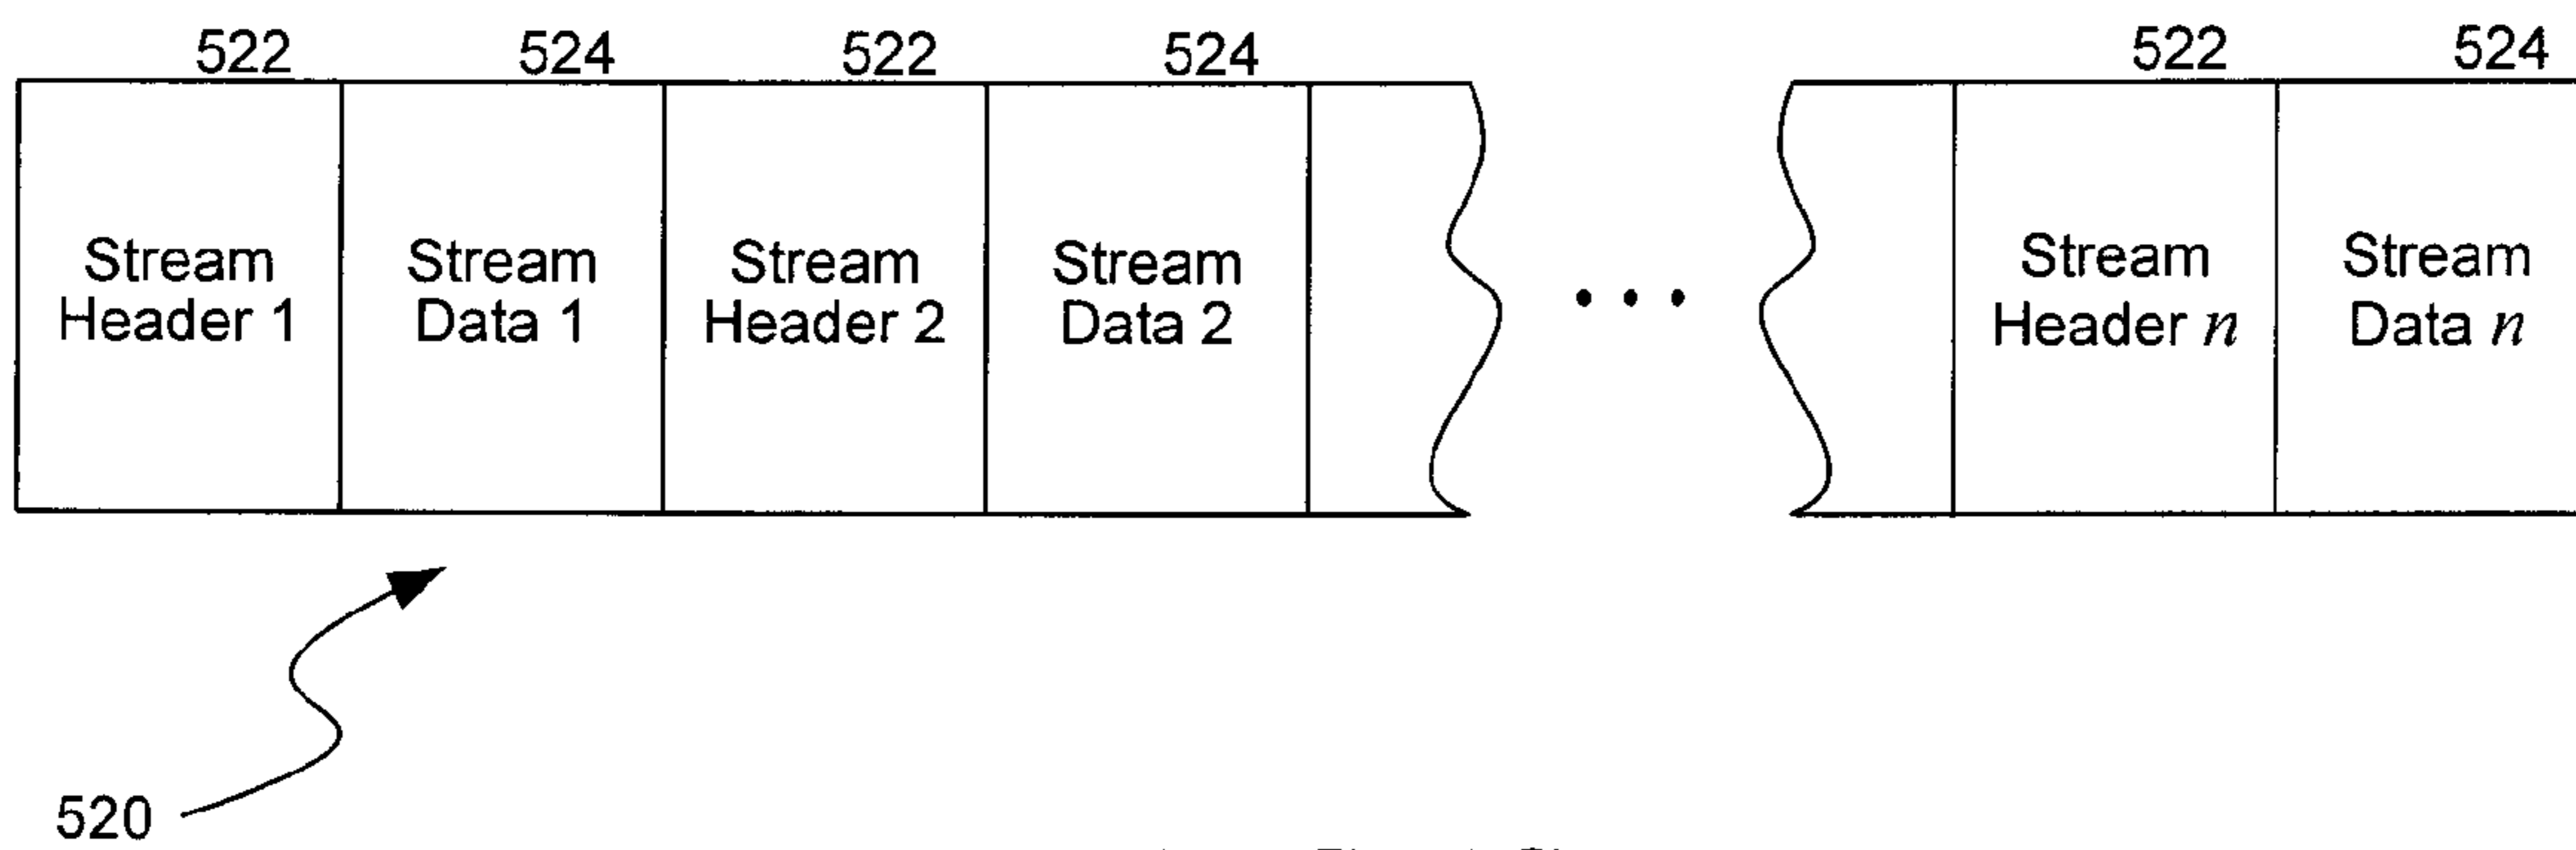 522 524 522 524 522 524
Stream Header 1
Stream Data 1
Stream Header 2
Stream Data 2
• • •
Stream Header n
Stream Data n
520